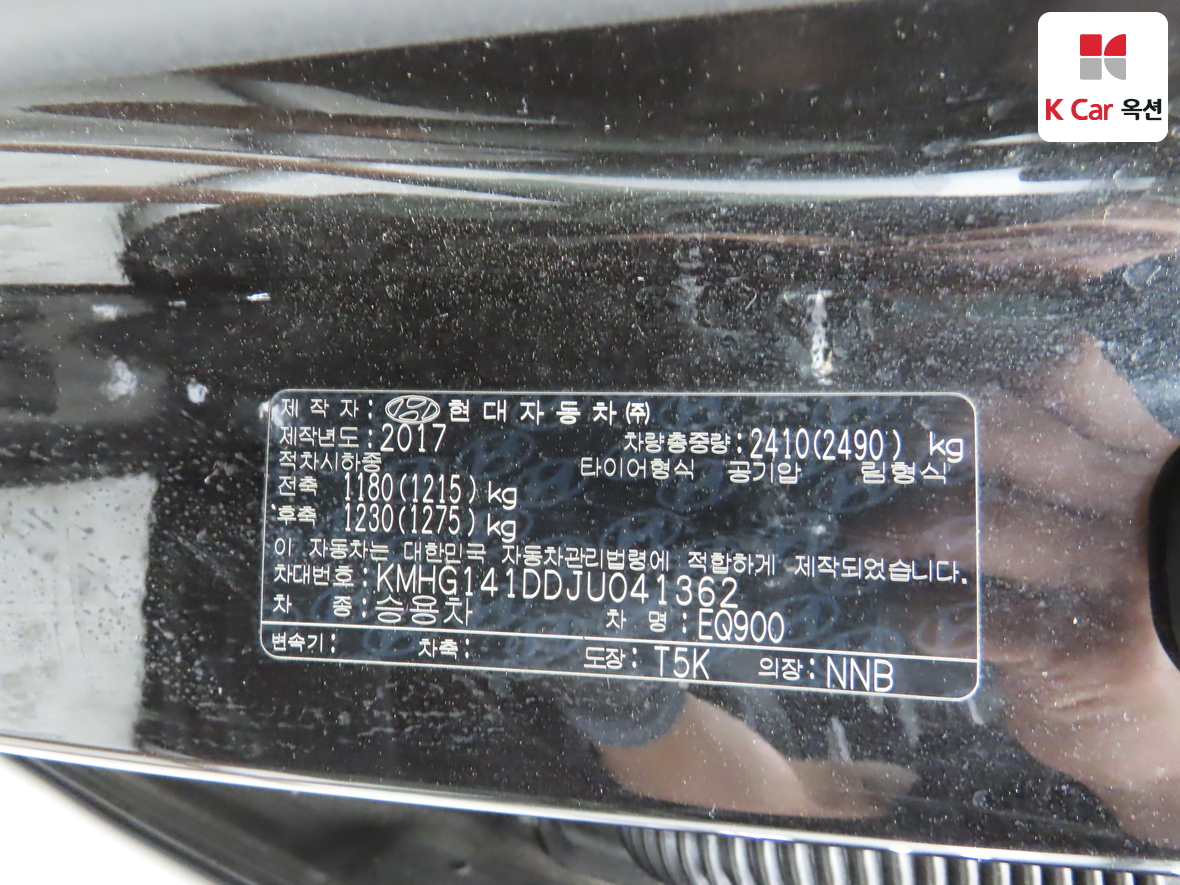 K Car 옥션
제 작 자 : 현 대 자 동 차 ㈜
제작년도 : 2017 차량총중량 : 2410(2490 ) kg
적차시하중 타이어형식 공기압 림형식
전축 1180(1215 ) kg
후축 1230(1275 ) kg
이 자동차는 대한민국 자동차관리법령에 적합하게 제작되었습니다.
차대번호 : KMHG141DDJU041362
차 종 : 승용차 차 명 : EQ900
변속기 : 차축 : 도장 : T5K 의장 : NNB